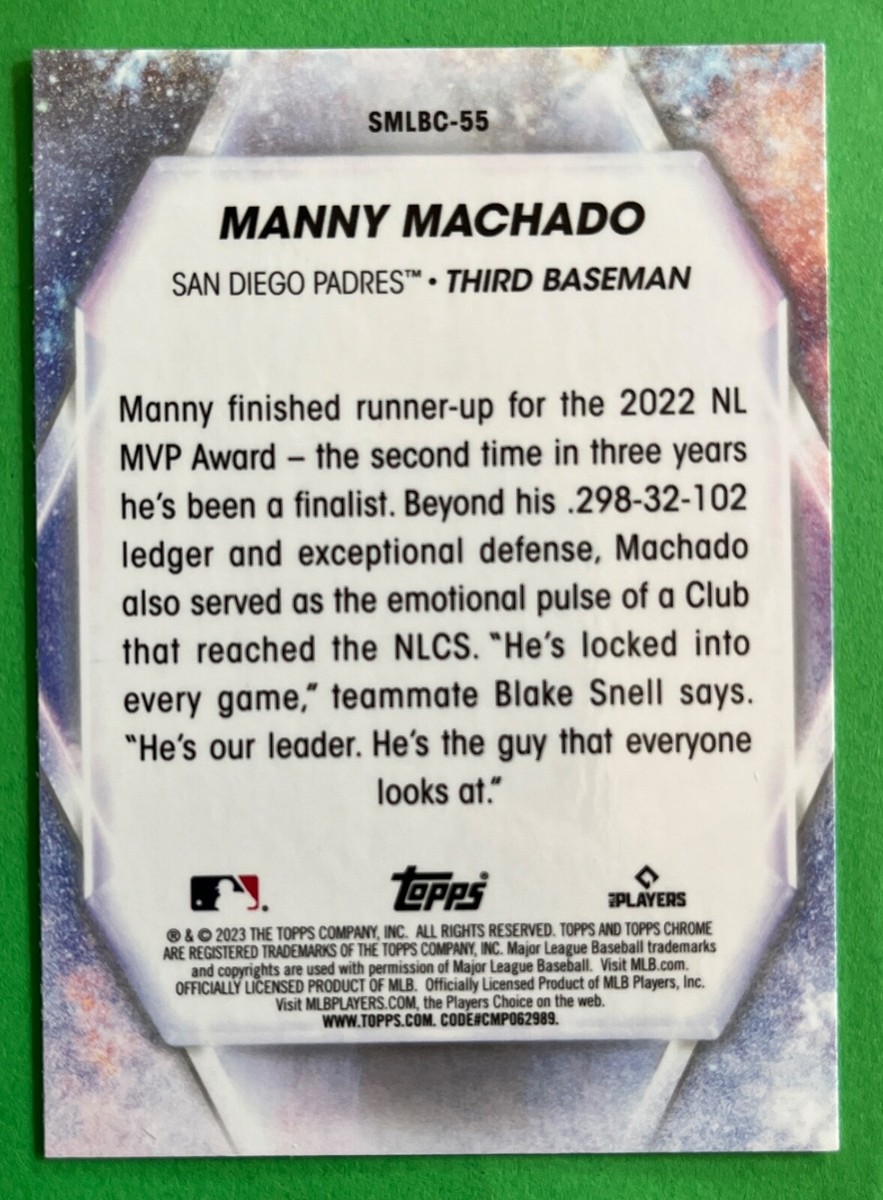 SMLBC-55
MANNY MACHADO
SAN DIEGO PADRES™ • THIRD BASEMAN
Manny finished runner-up for the 2022 NL
MVP Award – the second time in three years
he's been a finalist. Beyond his .298-32-102
ledger and exceptional defense, Machado
also served as the emotional pulse of a Club
that reached the NLCS. "He's locked into
every game," teammate Blake Snell says.
"He's our leader. He's the guy that everyone
looks at."
Topps®
MLB PLAYERS
® & © 2023 THE TOPPS COMPANY, INC. ALL RIGHTS RESERVED. TOPPS AND TOPPS CHROME
ARE REGISTERED TRADEMARKS OF THE TOPPS COMPANY, INC. Major League Baseball trademarks
and copyrights are used with permission of Major League Baseball. Visit MLB.com.
OFFICIALLY LICENSED PRODUCT OF MLB. Officially Licensed Product of MLB Players, Inc.
Visit MLBPLAYERS.COM, the Players Choice on the web.
WWW.TOPPS.COM. CODE#CMP062989.